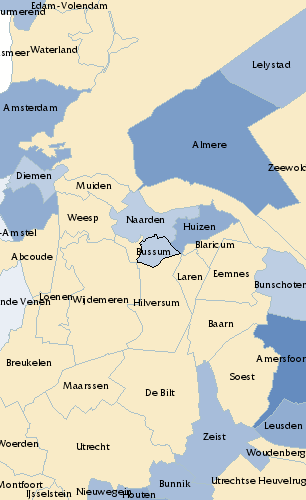 Edam-Volendam
urmerend
Waterland
smeer
Lelystad
Amsterdam
Almere
Zeewold
Diemen
Muiden
Weesp
Naarden
Huizen
-Amstel
Blaricum
Bussum
Abcoude
Laren
Eemnes
Bunschoten
nde Venen
Loenen
Wijdemeren
Hilversum
Baarn
Amersfoor
Breukelen
Soest
Maarssen
De Bilt
Leusden
Zeist
Woerden
Utrecht
Woudenberg
Montfoort
Bunnik
Utrechtse Heuvelrug
IJsselstein
Nieuwegein
Houten